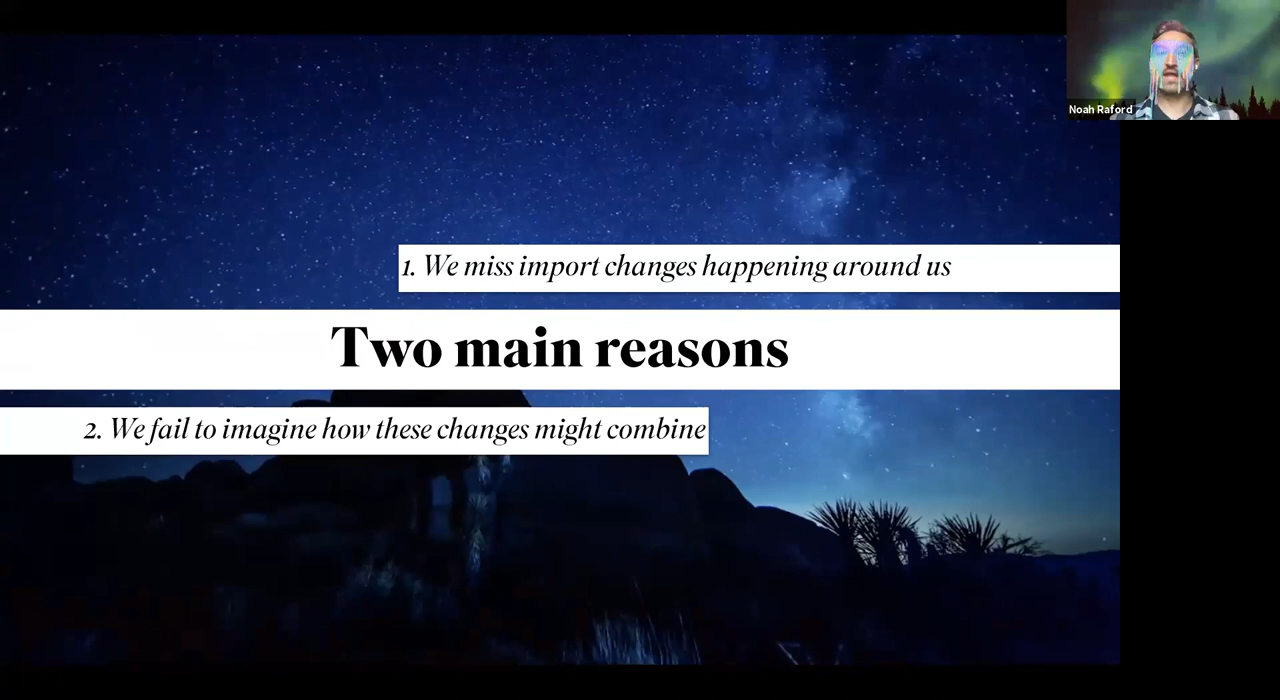 Noah Raford
1. We miss import changes happening around us
Two main reasons
2. We fail to imagine how these changes might combine